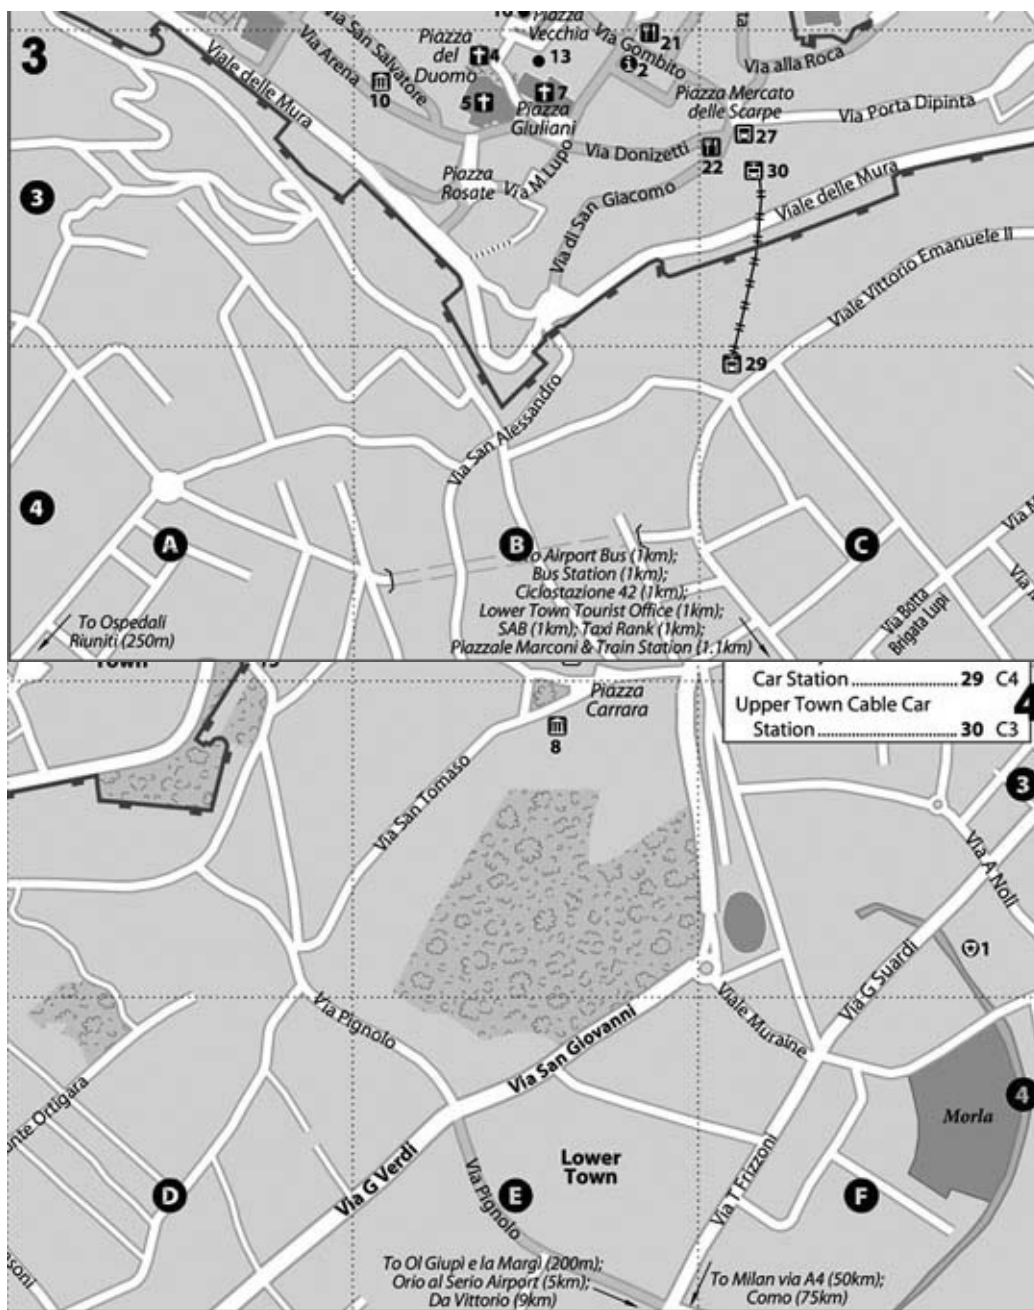 3
Via Arena
Via San Salvatore
Piazza
del
Duomo
4
Piazza
Vecchia
13
Via Gombito
21
2
Via alla Roca
Viale delle Mura
10
5
7
Piazza
Giuliani
Piazza Mercato
delle Scarpe
27
Via Porta Dipinta
Via Donizetti
22
30
Piazza
Rosate
Via M Lupo
Via di San Giacomo
Viale delle Mura
3
Viale Vittorio Emanuele II
29
Via San Alessandro
4
A
B
C
To Airport Bus (1km);
Bus Station (1km);
Ciclostazione 42 (1km);
Lower Town Tourist Office (1km);
SAB (1km); Taxi Rank (1km);
Piazzale Marconi & Train Station (1.1km)
To Ospedali
Riuniti (250m)
Via Botta
Brigata Lupi
Town
Piazza
Carrara
8
Car Station 29 C4
Upper Town Cable Car
Station 30 C3
4
Via San Tomaso
3
Via A Noli
1
Via G Suardi
Via Pignolo
Via San Giovanni
Viale Muraine
onte Ortigara
4
Morla
Via G Verdi
Lower
Town
D
E
F
Via Pignolo
Via T Frizzoni
To Ol Giupì e la Margì (200m);
Orio al Serio Airport (5km);
Da Vittorio (9km)
To Milan via A4 (50km);
Como (75km)